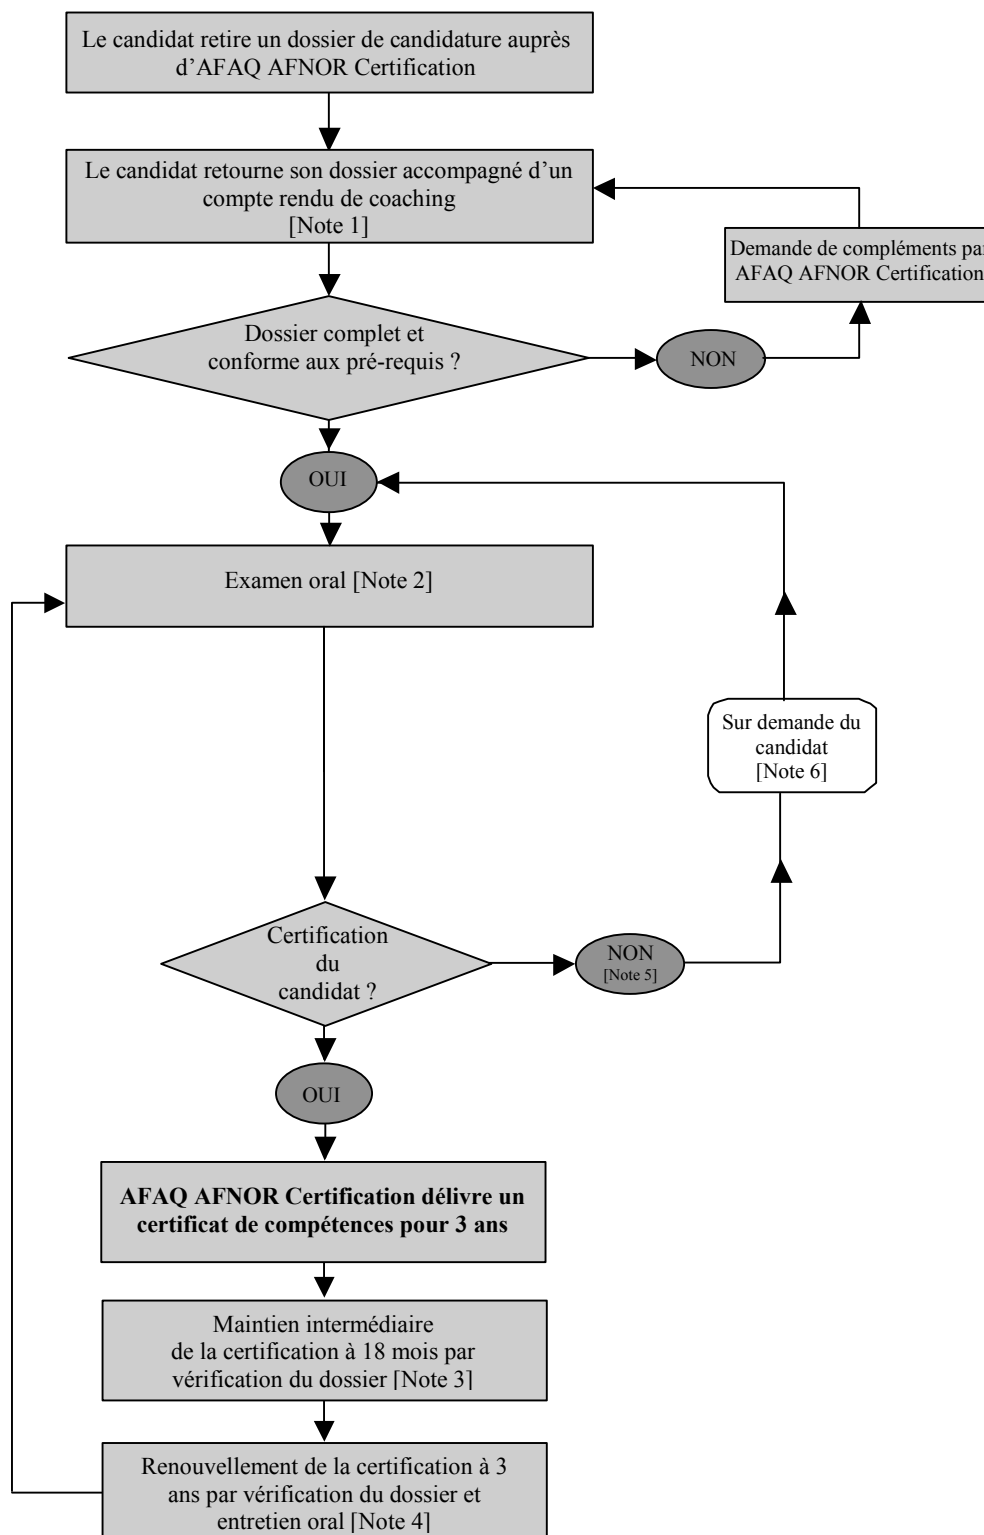 Le candidat retire un dossier de candidature auprès
d’AFAQ AFNOR Certification
Le candidat retourne son dossier accompagné d’un
compte rendu de coaching
[Note 1]
Demande de compléments par
AFAQ AFNOR Certification
Dossier complet et
conforme aux pré-requis ?
NON
OUI
Examen oral [Note 2]
Sur demande du
candidat
[Note 6]
Certification
du
candidat ?
NON
[Note 5]
OUI
AFAQ AFNOR Certification délivre un
certificat de compétences pour 3 ans
Maintien intermédiaire
de la certification à 18 mois par
vérification du dossier [Note 3]
Renouvellement de la certification à 3
ans par vérification du dossier et
entretien oral [Note 4]